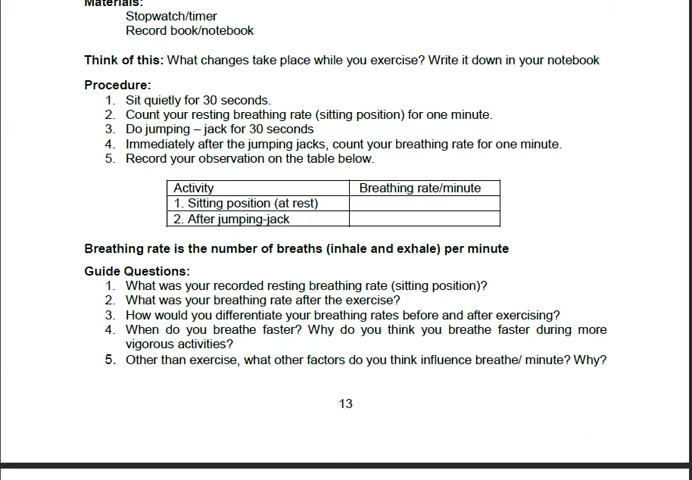 Materials:
Stopwatch/timer
Record book/notebook
Think of this: What changes take place while you exercise? Write it down in your notebook
Procedure:
1. Sit quietly for 30 seconds.
2. Count your resting breathing rate (sitting position) for one minute.
3. Do jumping – jack for 30 seconds
4. Immediately after the jumping jacks, count your breathing rate for one minute.
5. Record your observation on the table below.
Activity Breathing rate/minute
1. Sitting position (at rest)
2. After jumping-jack
Breathing rate is the number of breaths (inhale and exhale) per minute
Guide Questions:
1. What was your recorded resting breathing rate (sitting position)?
2. What was your breathing rate after the exercise?
3. How would you differentiate your breathing rates before and after exercising?
4. When do you breathe faster? Why do you think you breathe faster during more
vigorous activities?
5. Other than exercise, what other factors do you think influence breathe/ minute? Why?
13